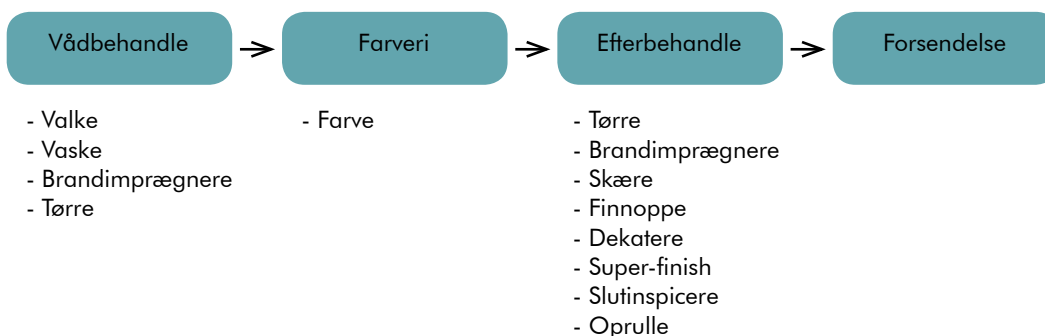 Vådbehandle
Farveri
Efterbehandle
Forsendelse
- Valke
- Vaske
- Brandimprægnere
- Tørre
- Farve
- Tørre
- Brandimprægnere
- Skære
- Finnoppe
- Dekatere
- Super-finish
- Slutinspicere
- Oprulle